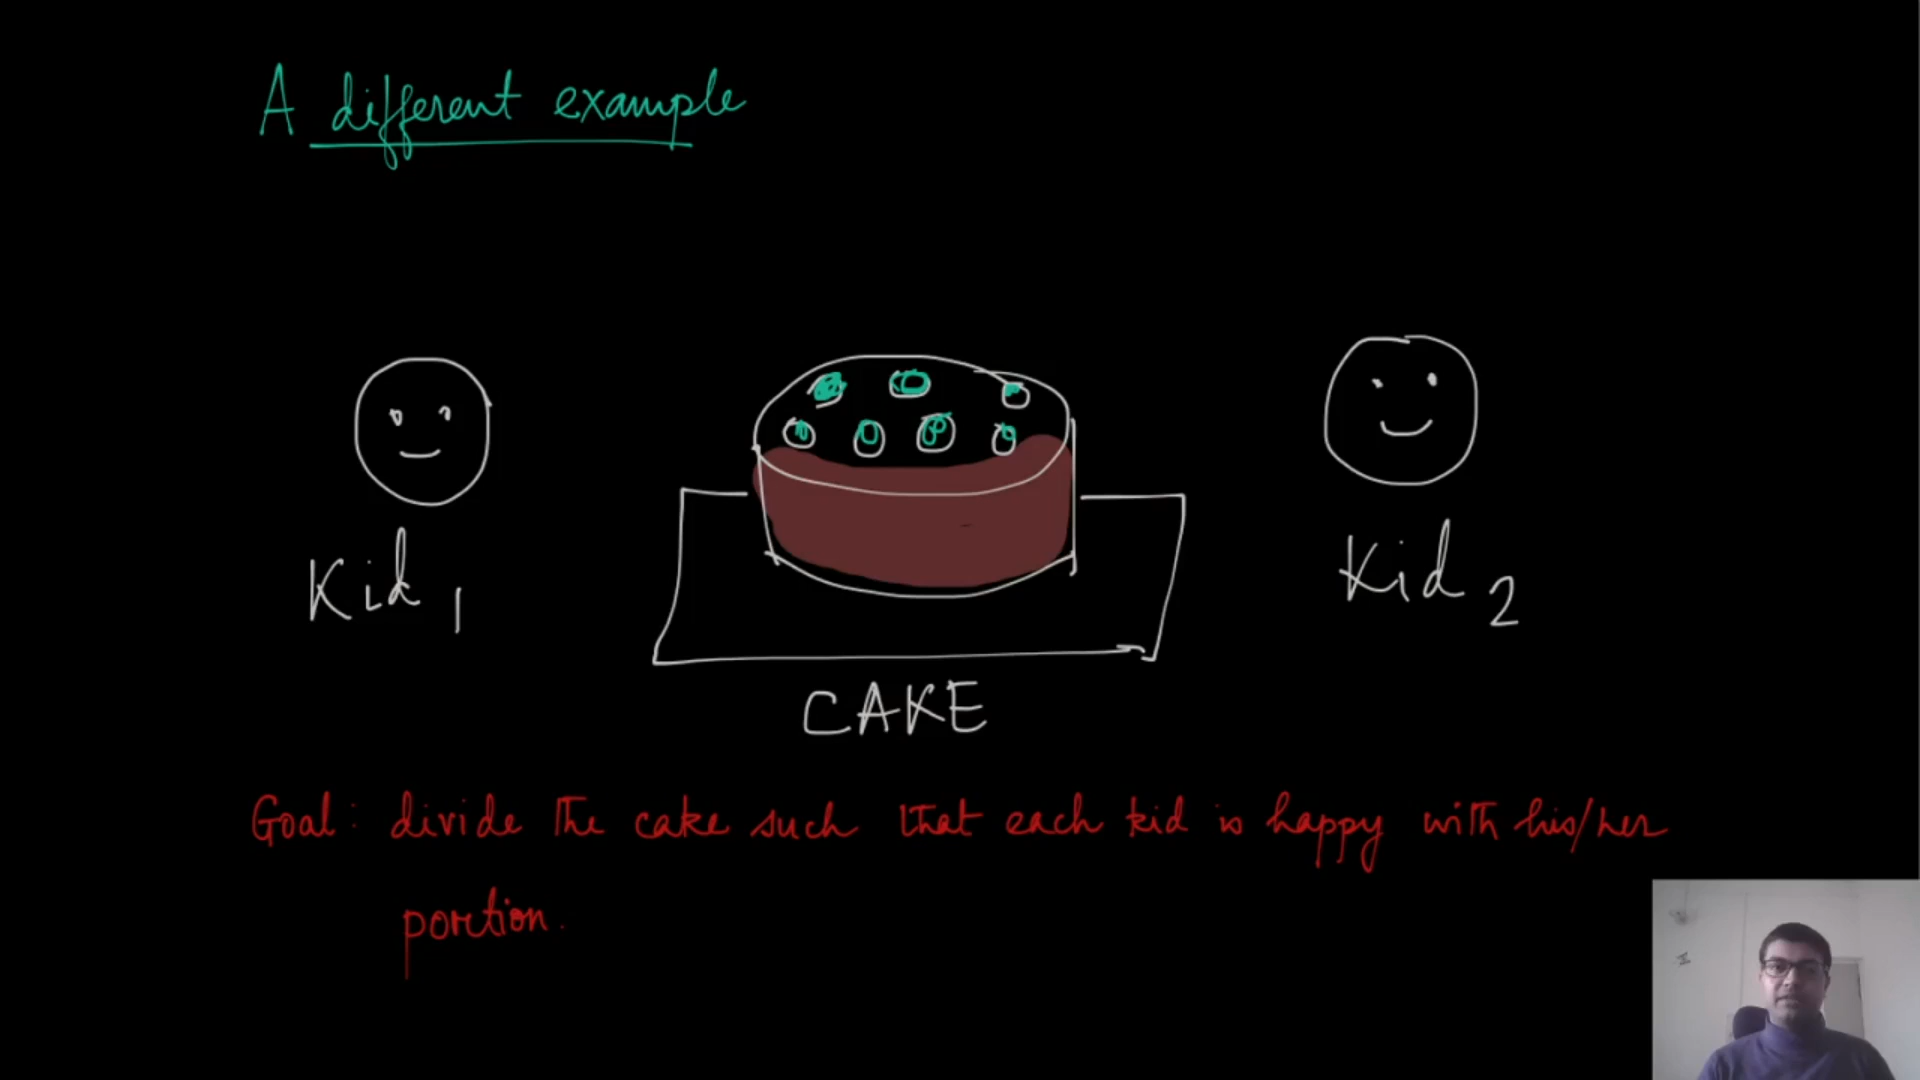 A different example
Kid 1
Kid 2
CAKE
Goal: divide the cake such that each kid is happy with his/her
portion.